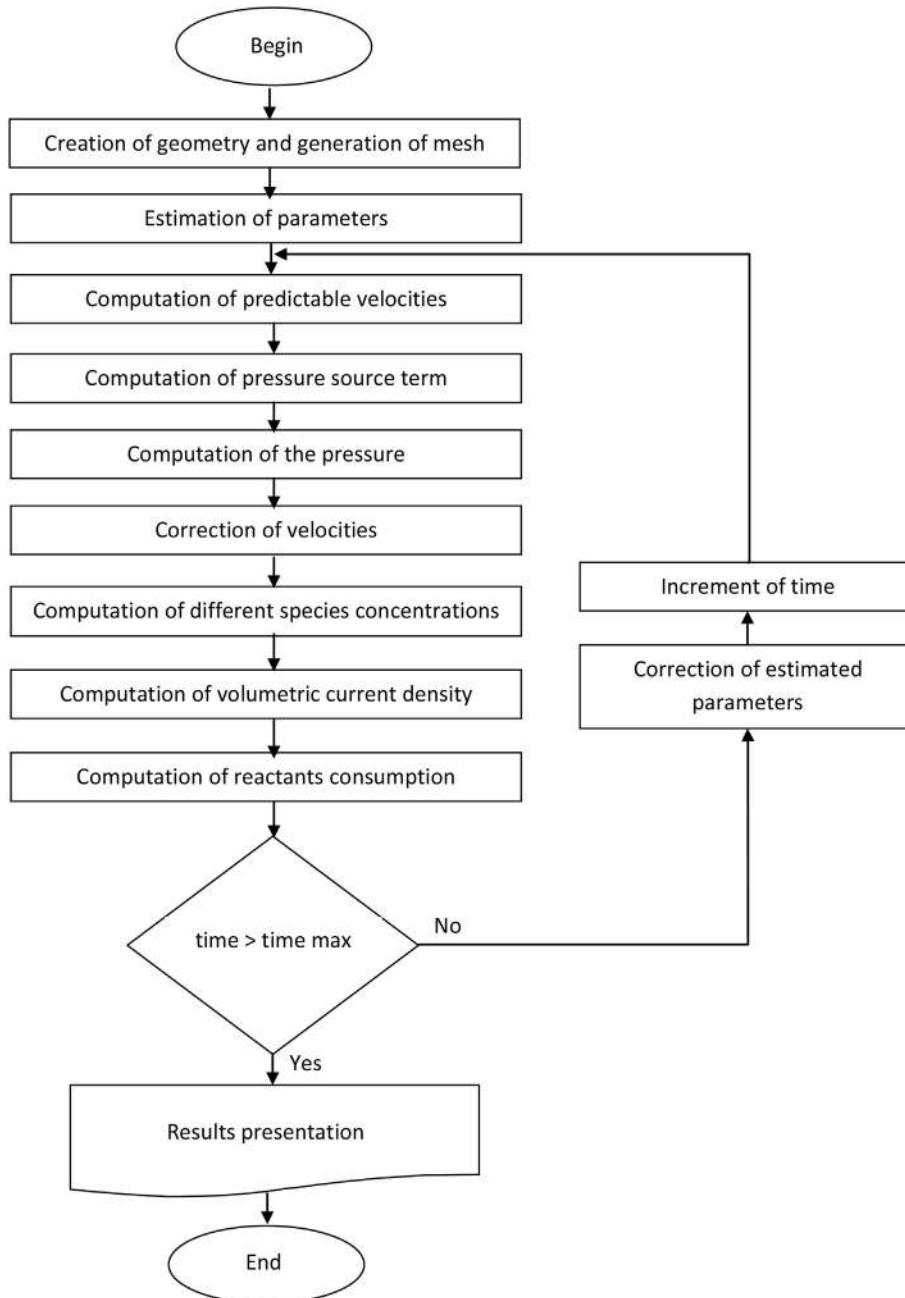 Begin
Creation of geometry and generation of mesh
Estimation of parameters
Computation of predictable velocities
Computation of pressure source term
Computation of the pressure
Correction of velocities
Computation of different species concentrations
Computation of volumetric current density
Computation of reactants consumption
time > time max
No
Correction of estimated
parameters
Increment of time
Yes
Results presentation
End